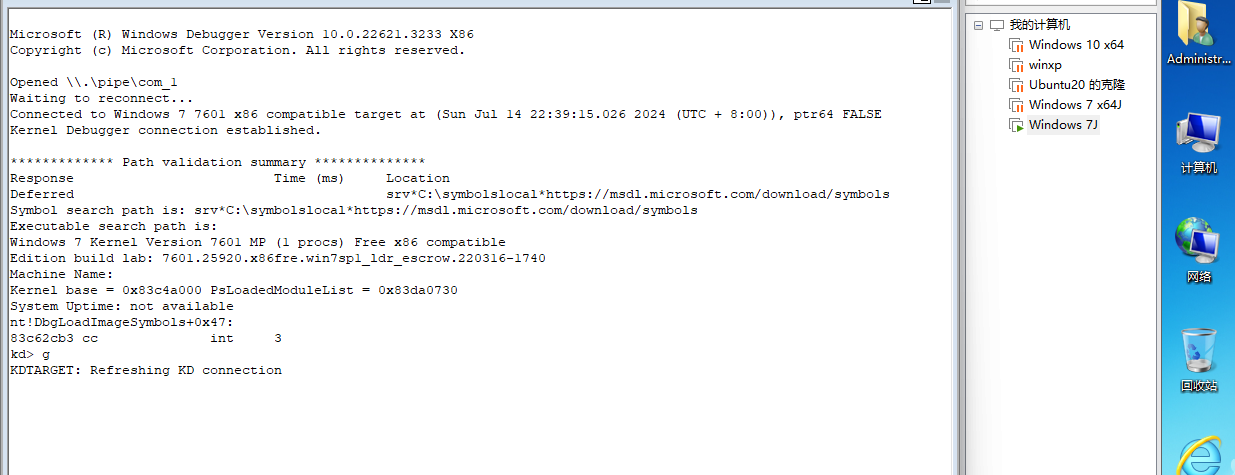 Microsoft (R) Windows Debugger Version 10.0.22621.3233 X86
Copyright (c) Microsoft Corporation. All rights reserved.
Opened \\.\pipe\com_1
Waiting to reconnect...
Connected to Windows 7 7601 x86 compatible target at (Sun Jul 14 22:39:15.026 2024 (UTC + 8:00)), ptr64 FALSE
Kernel Debugger connection established.
************* Path validation summary **************
Response                         Time (ms)     Location
Deferred                                       srv*C:\symbolslocal*https://msdl.microsoft.com/download/symbols
Symbol search path is: srv*C:\symbolslocal*https://msdl.microsoft.com/download/symbols
Executable search path is:
Windows 7 Kernel Version 7601 MP (1 procs) Free x86 compatible
Edition build lab: 7601.25920.x86fre.win7sp1_ldr_escrow.220316-1740
Machine Name:
Kernel base = 0x83c4a000 PsLoadedModuleList = 0x83da0730
System Uptime: not available
nt!DbgLoadImageSymbols+0x47:
83c62cb3 cc              int     3
kd> g
KDTARGET: Refreshing KD connection
我的计算机
Windows 10 x64
winxp
Ubuntu20 的克隆
Windows 7 x64J
Windows 7J
Administr...
计算机
网络
回收站